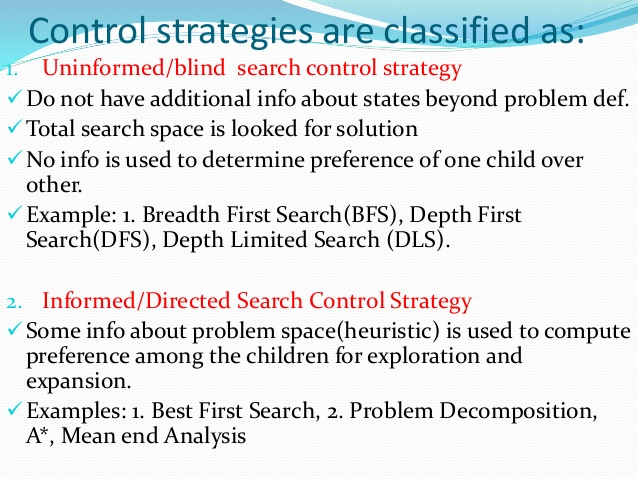 Control strategies are classified as:
1. Uninformed/blind search control strategy
✓Do not have additional info about states beyond problem def.
✓Total search space is looked for solution
✓No info is used to determine preference of one child over
other.
✓Example: 1. Breadth First Search(BFS), Depth First
Search(DFS), Depth Limited Search (DLS).
2. Informed/Directed Search Control Strategy
✓Some info about problem space(heuristic) is used to compute
preference among the children for exploration and
expansion.
✓Examples: 1. Best First Search, 2. Problem Decomposition,
A*, Mean end Analysis